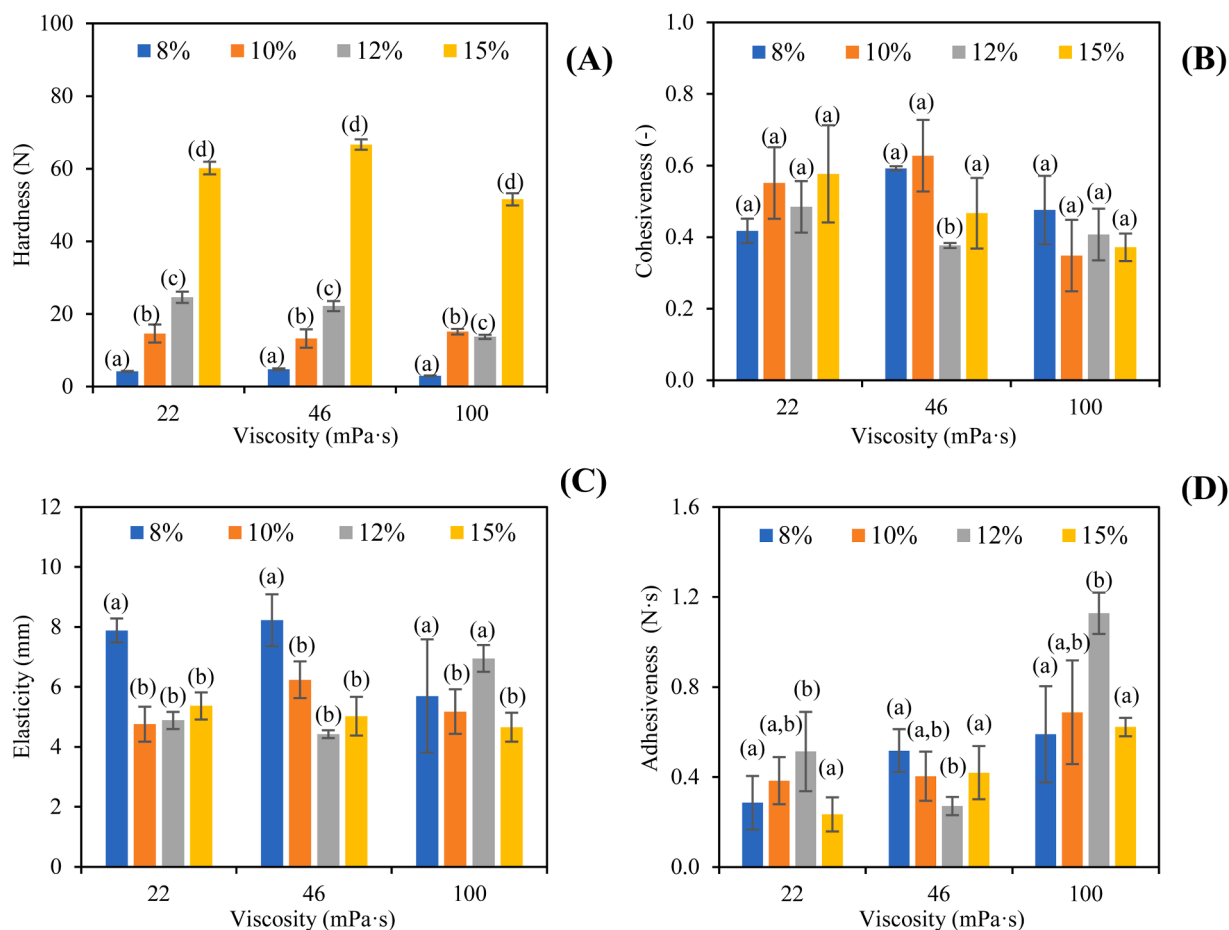 (A)
100
80
60
40
20
0
Hardness (N)
8% 10% 12% 15%
(a) (b) (c) (d) (a) (b) (c) (d) (a) (b) (c) (d)
22 46 100
Viscosity (mPa·s)
(B)
1.0
0.8
0.6
0.4
0.2
0.0
Cohesiveness (-)
8% 10% 12% 15%
(a) (a) (a) (a) (a) (a) (b) (a) (a) (a) (a) (a)
22 46 100
Viscosity (mPa·s)
(C)
12
10
8
6
4
2
0
Elasticity (mm)
8% 10% 12% 15%
(a) (b) (b) (b) (a) (b) (b) (b) (a) (b) (a) (b)
22 46 100
Viscosity (mPa·s)
(D)
1.6
1.2
0.8
0.4
0.0
Adhesiveness (N·s)
8% 10% 12% 15%
(a) (a,b) (b) (a) (a) (a,b) (b) (a) (a) (a,b) (b) (a)
22 46 100
Viscosity (mPa·s)